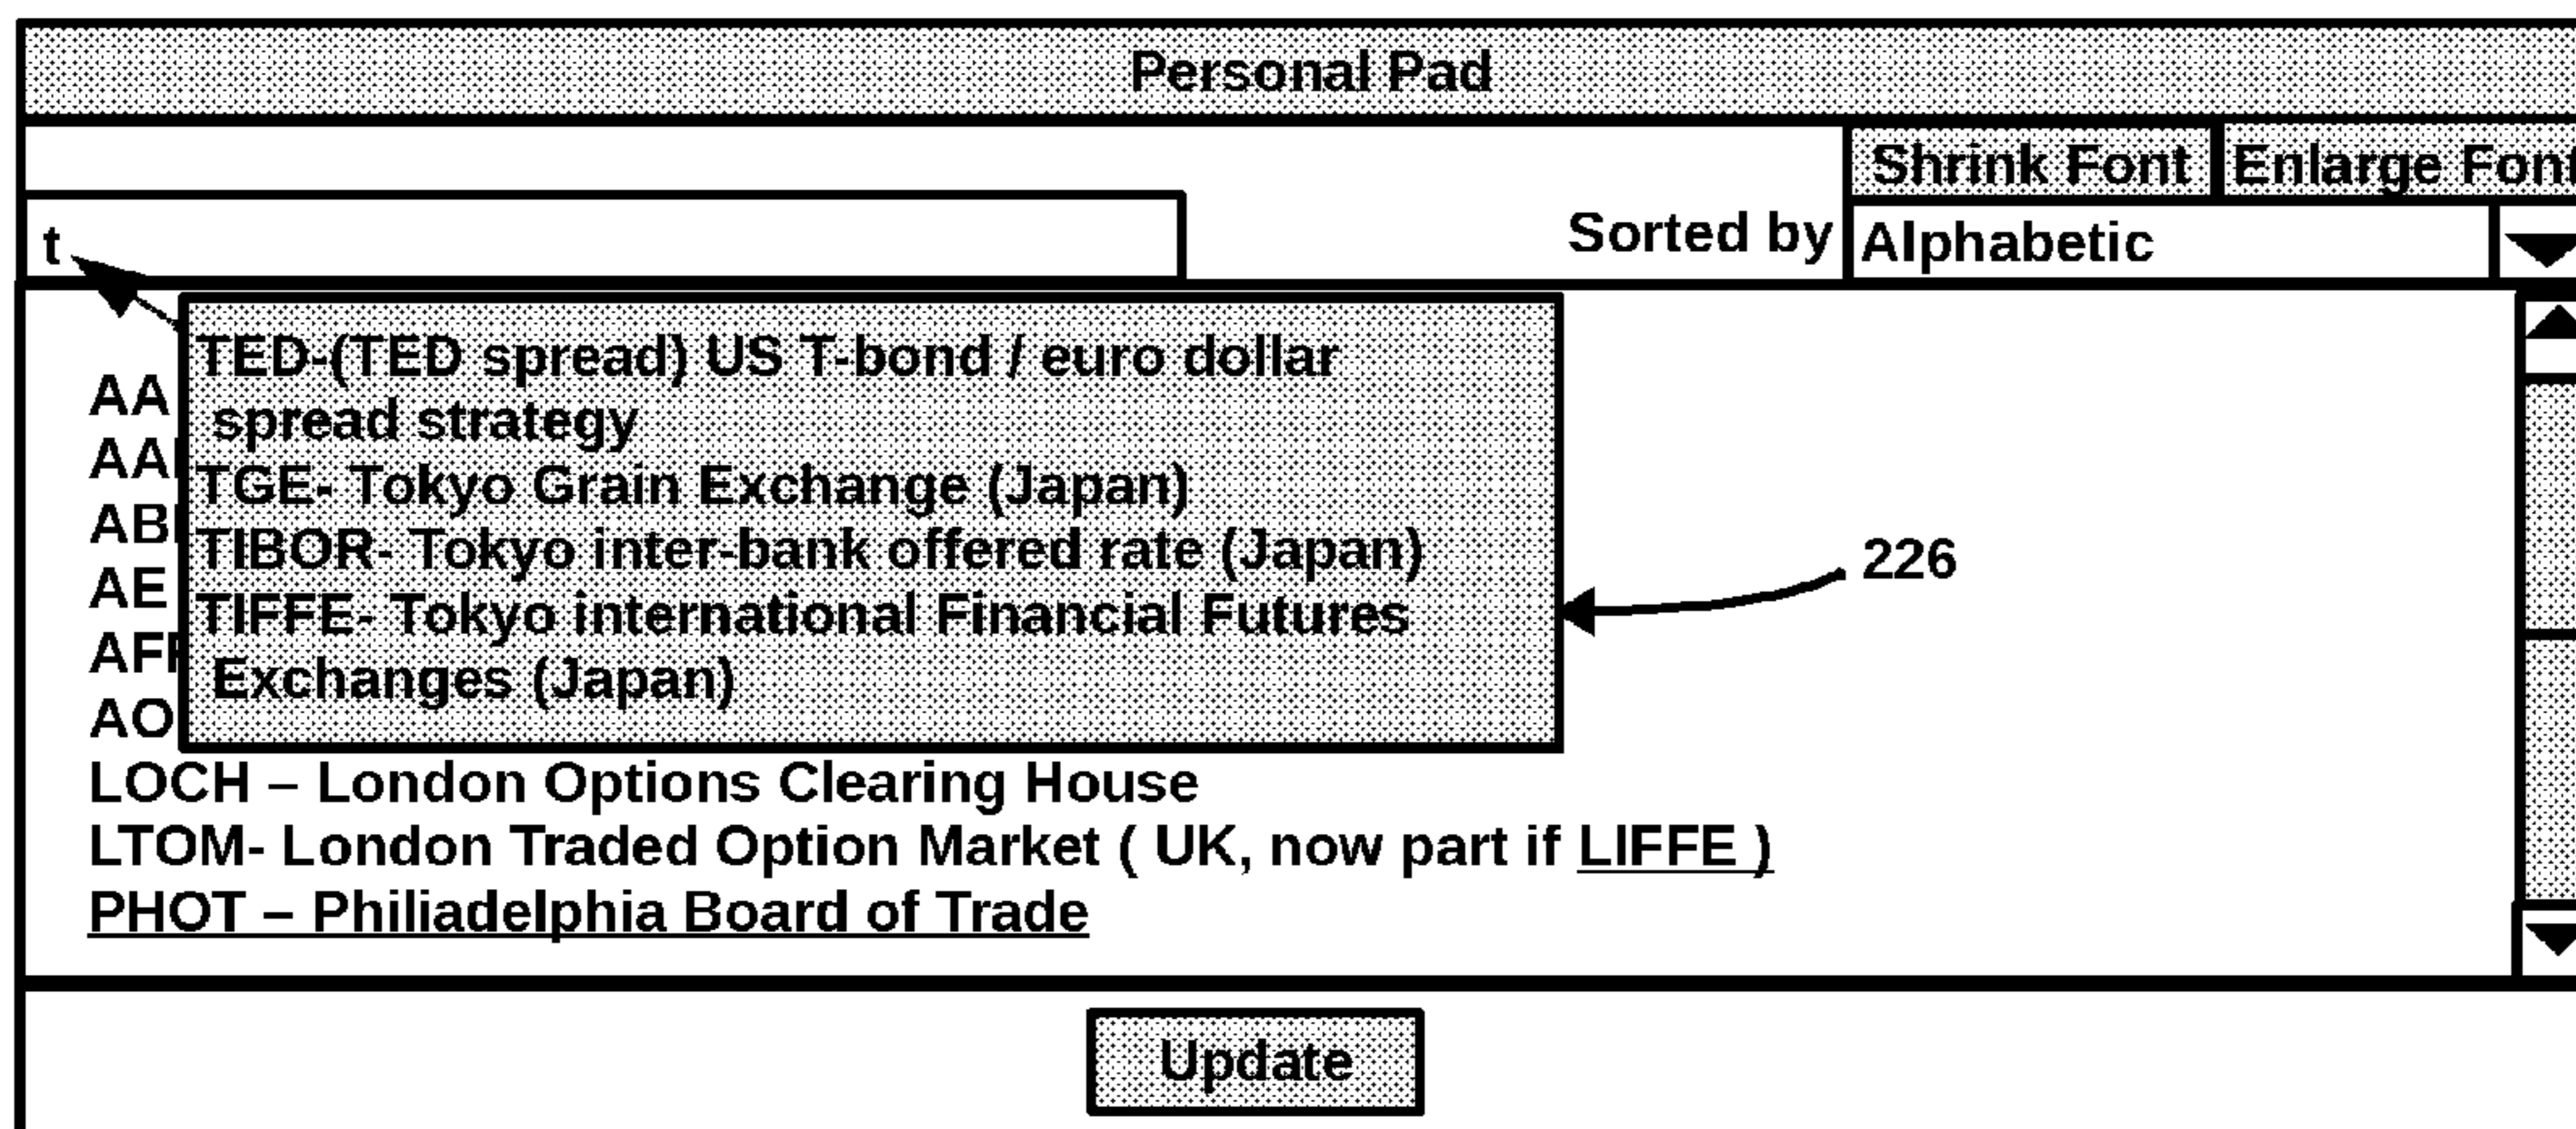 Personal Pad
Shrink Font Enlarge Font
t
Sorted by Alphabetic
TED-(TED spread) US T-bond / euro dollar
spread strategy
TGE- Tokyo Grain Exchange (Japan)
TIBOR- Tokyo inter-bank offered rate (Japan)
TIFFE- Tokyo international Financial Futures
Exchanges (Japan)
226
AA
AA
AB
AE
AF
AO
LOCH – London Options Clearing House
LTOM- London Traded Option Market ( UK, now part if LIFFE )
PHOT – Philiadelphia Board of Trade
Update